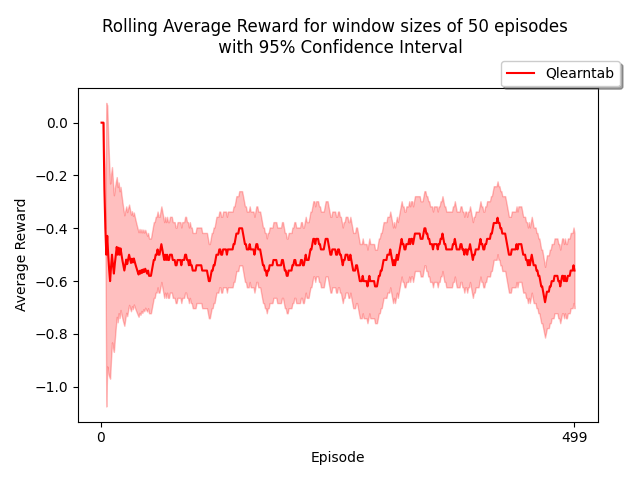 Rolling Average Reward for window sizes of 50 episodes
with 95% Confidence Interval
Qlearntab
0.0
−0.2
−0.4
−0.6
−0.8
−1.0
Average Reward
0
499
Episode